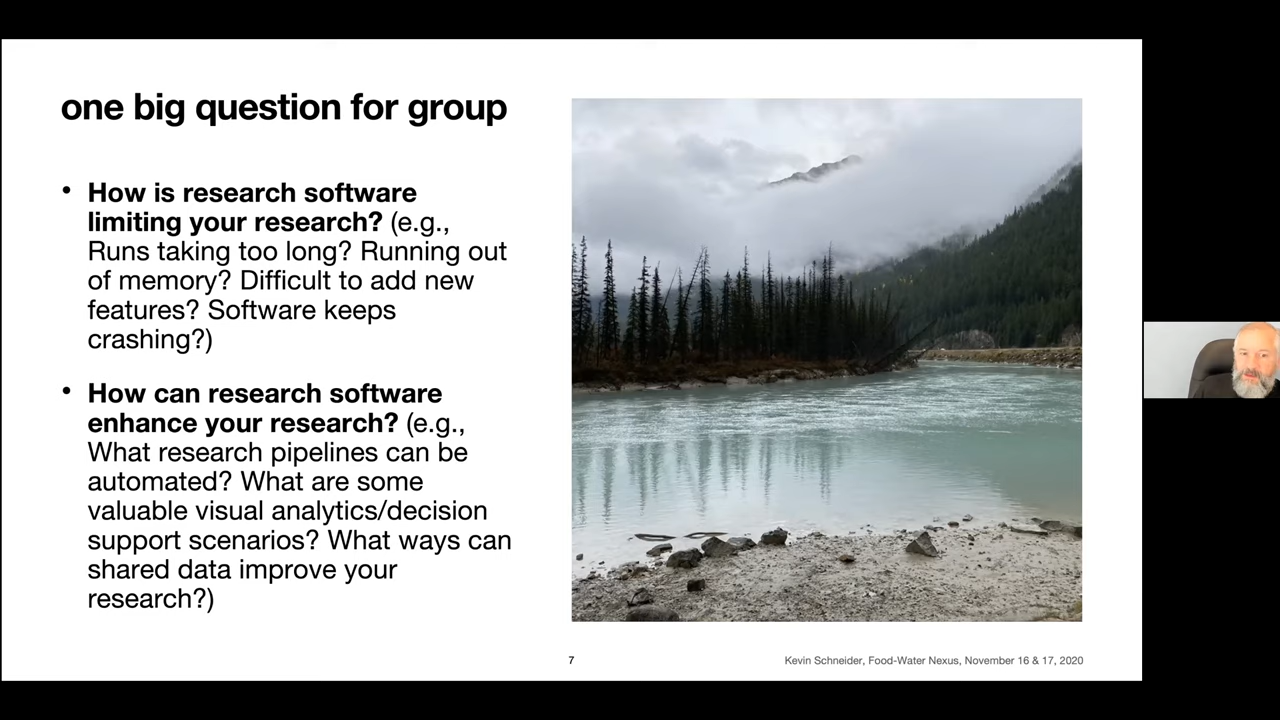 one big question for group
• How is research software
limiting your research? (e.g.,
Runs taking too long? Running out
of memory? Difficult to add new
features? Software keeps
crashing?)
• How can research software
enhance your research? (e.g.,
What research pipelines can be
automated? What are some
valuable visual analytics/decision
support scenarios? What ways can
shared data improve your
research?)
7
Kevin Schneider, Food-Water Nexus, November 16 & 17, 2020